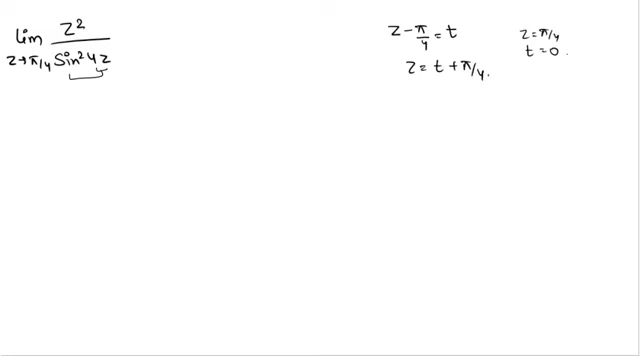 lim z→π/4 z² / Sin² 4z
z - π/4 = t
z = t + π/4.
z = π/4
t = 0.